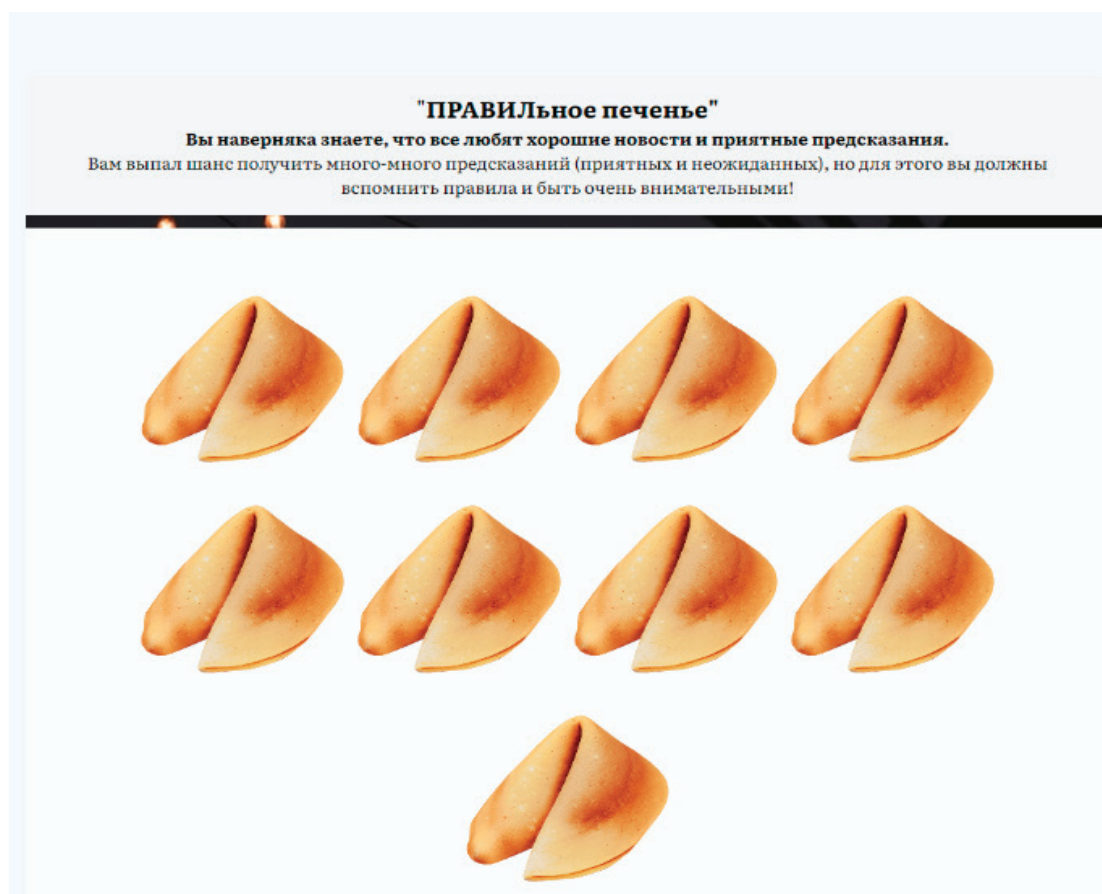 "ПРАВИЛьное печенье"
Вы наверняка знаете, что все любят хорошие новости и приятные предсказания.
Вам выпал шанс получить много-много предсказаний (приятных и неожиданных), но для этого вы должны
вспомнить правила и быть очень внимательными!